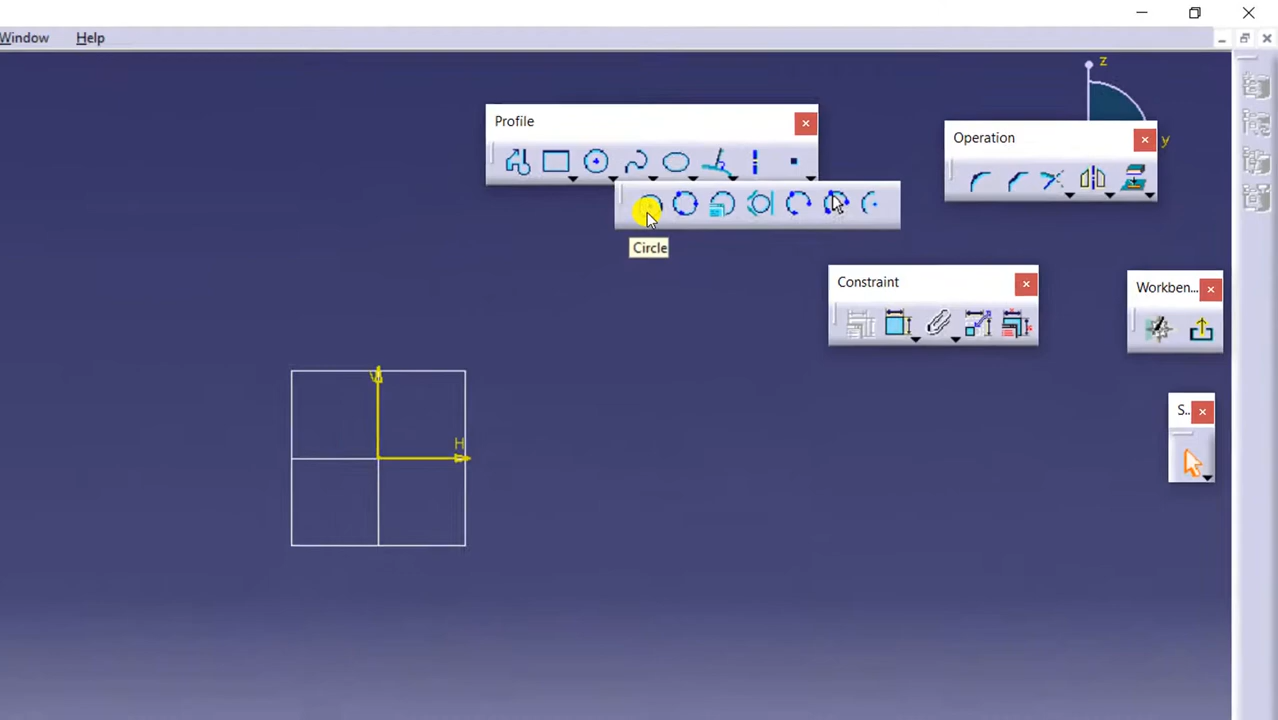 Window Help
z
Profile
Operation
y
Circle
Constraint
Workben...
V
H
S..